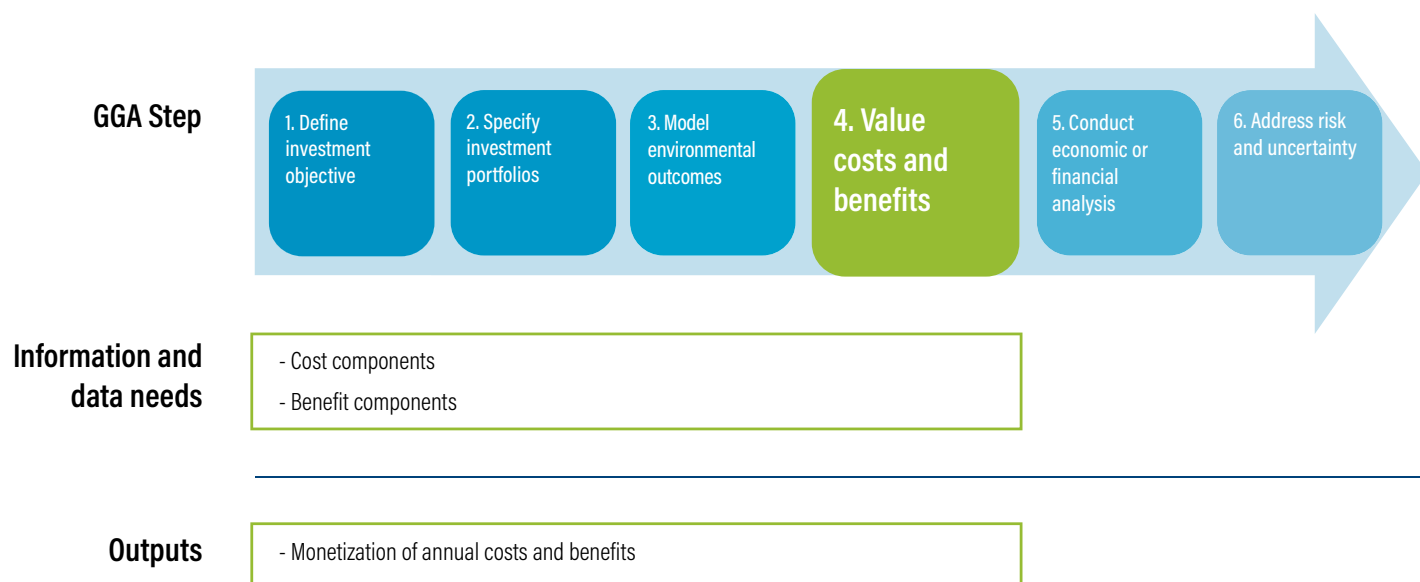 GGA Step
1. Define
investment
objective
2. Specify
investment
portfolios
3. Model
environmental
outcomes
4. Value
costs and
benefits
5. Conduct
economic or
financial
analysis
6. Address risk
and uncertainty
Information and
data needs
- Cost components
- Benefit components
Outputs
- Monetization of annual costs and benefits